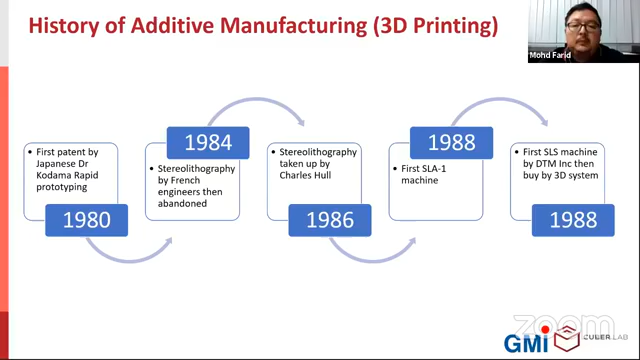 History of Additive Manufacturing (3D Printing)
Mohd Farid
• First patent by
Japanese Dr
Kodama Rapid
prototyping
1980
1984
• Stereolithography
by French
engineers then
abandoned
• Stereolithography
taken up by
Charles Hull
1986
1988
• First SLA-1
machine
• First SLS machine
by DTM Inc then
buy by 3D system
1988
zoom
GMi
CULER.LAB